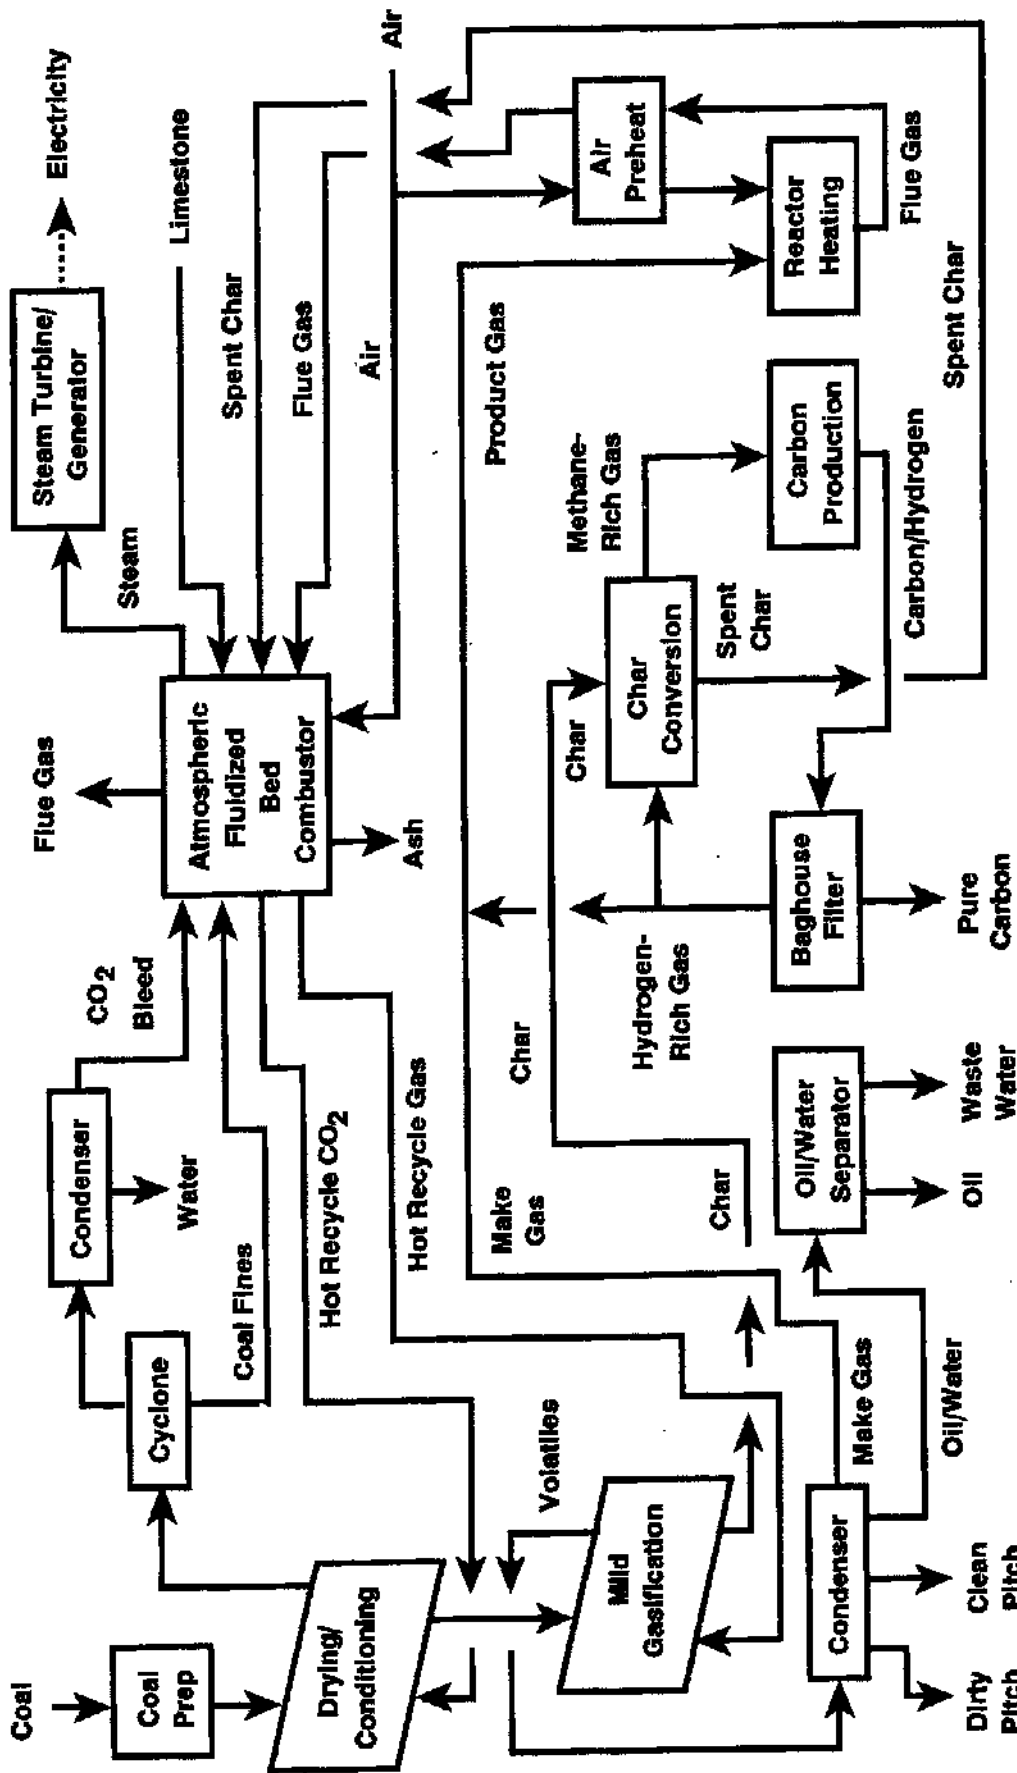 Coal
Coal
Prep
Drying/
Conditioning
Cyclone
Condenser
Water
CO2
Bleed
Coal Fines
Hot Recycle CO2
Hot Recycle Gas
Flue Gas
Atmospheric
Fluidized
Bed
Combustor
Ash
Steam
Steam Turbine/
Generator
Electricity
Limestone
Spent Char
Flue Gas
Air
Air
Volatiles
Mild
Gasification
Make
Gas
Product Gas
Air
Preheat
Reactor
Heating
Flue Gas
Char
Char
Char
Char
Conversion
Methane-
Rich Gas
Spent
Char
Carbon
Production
Hydrogen-
Rich Gas
Carbon/Hydrogen
Spent Char
Condenser
Make Gas
Oil/Water
Oil/Water
Separator
Baghouse
Filter
Dirty
Pitch
Clean
Pitch
Oil
Waste
Water
Pure
Carbon